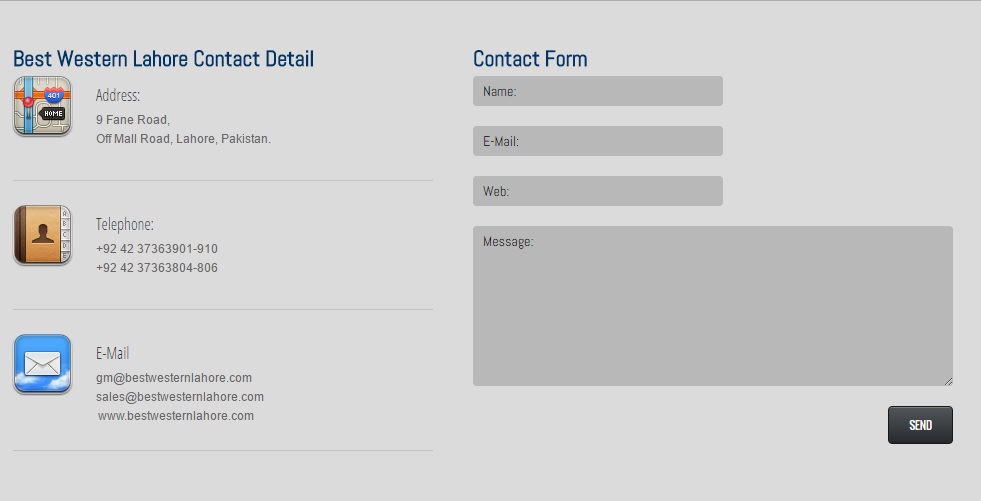 Best Western Lahore Contact Detail
401
HOME
Address:
9 Fane Road,
Off Mall Road, Lahore, Pakistan.
A
B
C
D
E
Telephone:
+92 42 37363901-910
+92 42 37363804-806
E-Mail
gm@bestwesternlahore.com
sales@bestwesternlahore.com
www.bestwesternlahore.com
Contact Form
Name:
E-Mail:
Web:
Message:
SEND